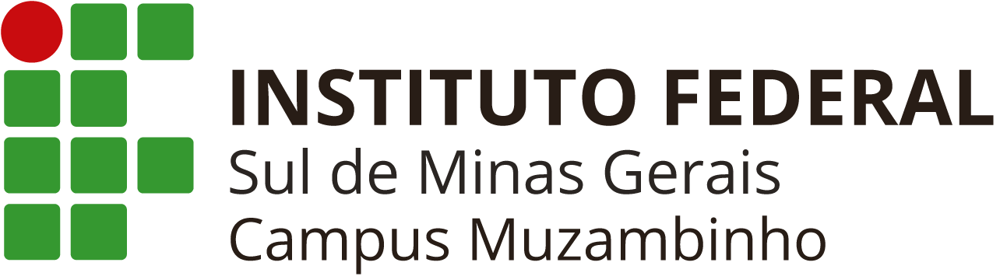 INSTITUTO FEDERAL
Sul de Minas Gerais
Campus Muzambinho